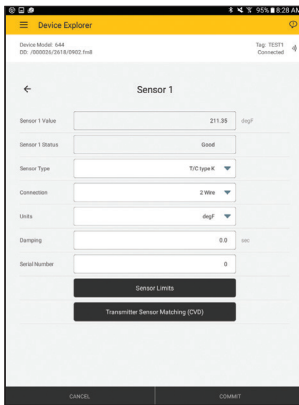 95% 8:28 AM
Device Explorer
Device Model: 644
Tag: TEST1
DD: /000026/2618/0902.fm8
Connected
Sensor 1
Sensor 1 Value 211.35 degF
Sensor 1 Status Good
Sensor Type T/C type K
Connection 2 Wire
Units degF
Damping 0.0 sec
Serial Number 0
Sensor Limits
Transmitter Sensor Matching (CVD)
CANCEL COMMIT